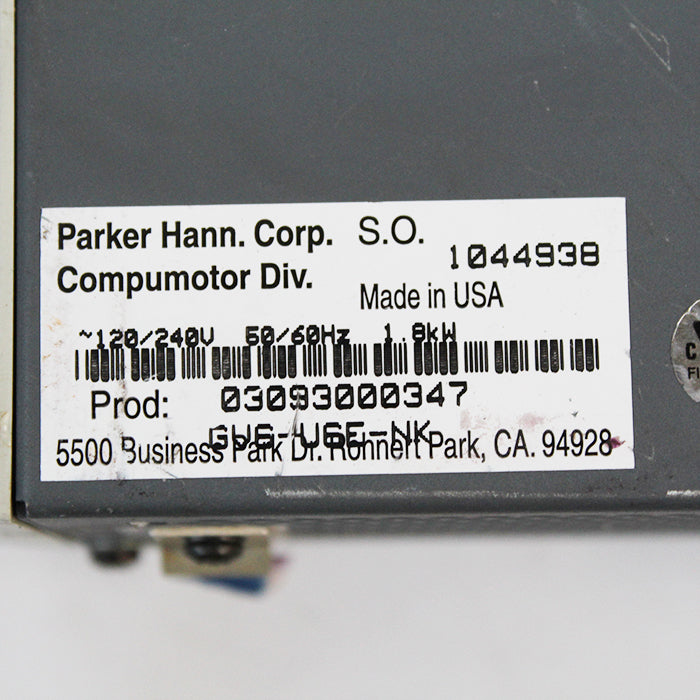 Parker Hann. Corp. S.O. 1044938
Compumotor Div.
Made in USA
~120/240V 50/60Hz 1.8kW
Prod: 03093000347
GV6-U6E-NK
5500 Business Park Dr. Rohnert Park, CA. 94928